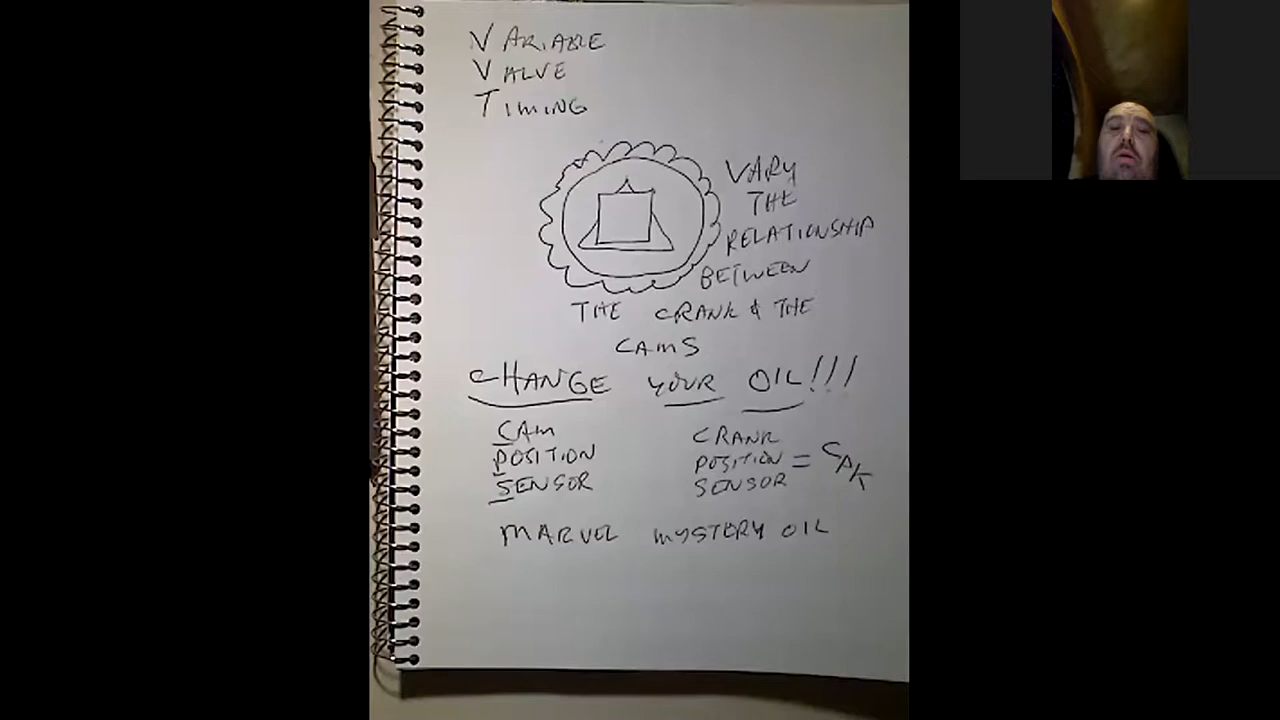 VARIABLE
VALVE
TIMING
VARY
THE
RELATIONSHIP
BETWEEN
THE CRANK & THE
CAMS
CHANGE YOUR OIL!!!
CAM
POSITION
SENSOR
CRANK
POSITION =
SENSOR
MARVEL MYSTERY OIL